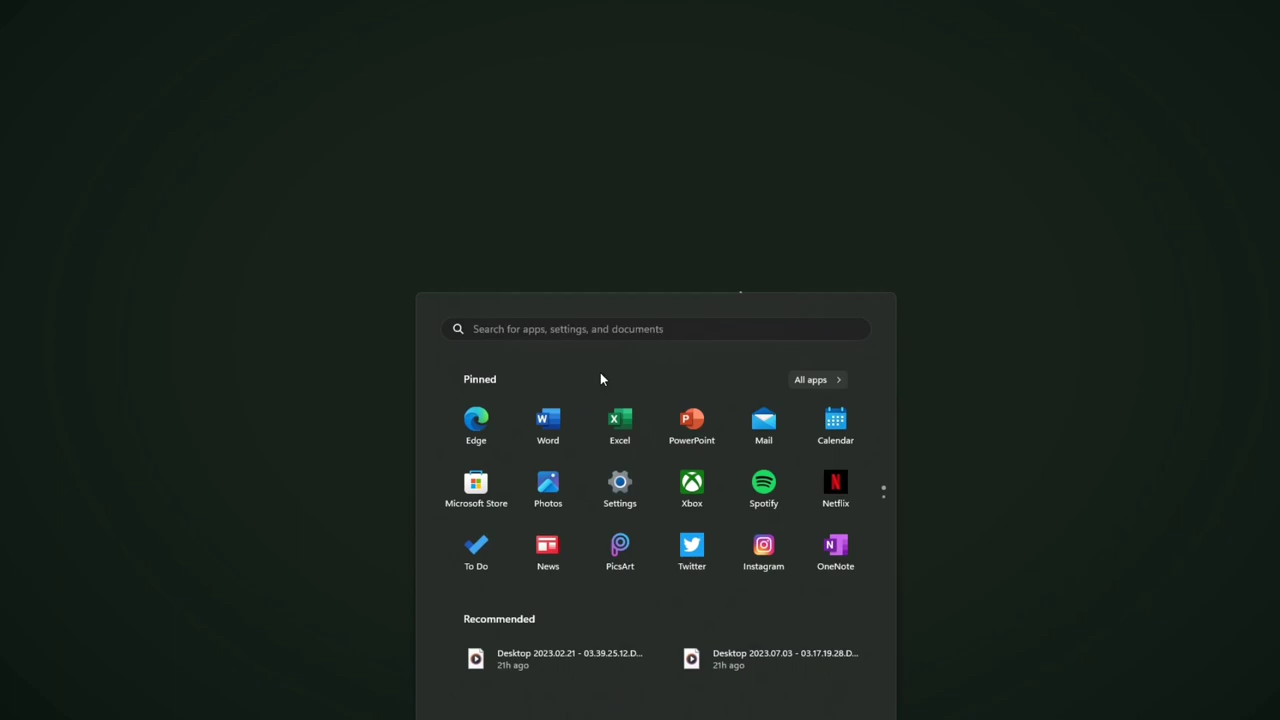 Search for apps, settings, and documents
Pinned
All apps
Edge
Word
Excel
PowerPoint
Mail
Calendar
Microsoft Store
Photos
Settings
Xbox
Spotify
Netflix
To Do
News
PicsArt
Twitter
Instagram
OneNote
Recommended
Desktop 2023.02.21 - 03.39.25.12.D...
21h ago
Desktop 2023.07.03 - 03.17.19.28.D...
21h ago